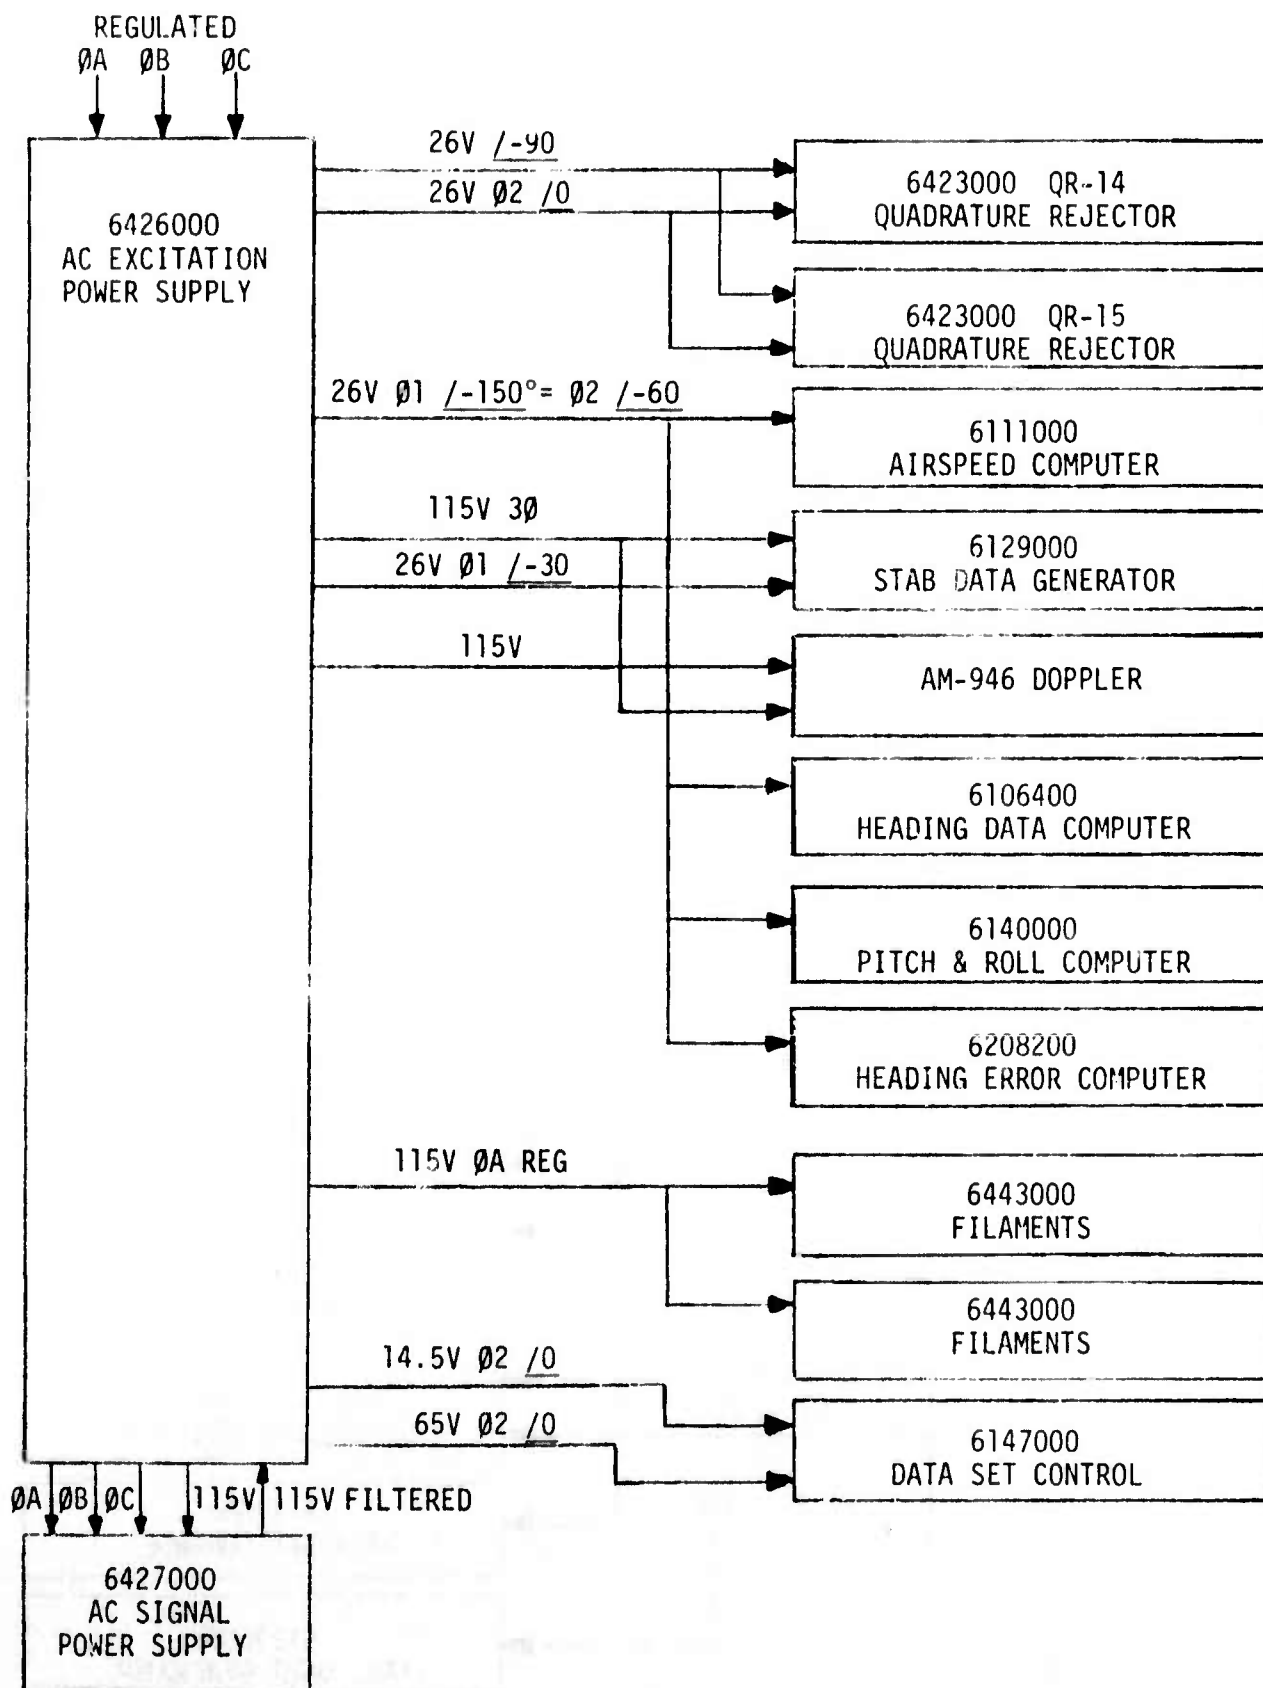 REGULATED
ØA ØB ØC
6426000
AC EXCITATION
POWER SUPPLY
26V /-90
26V Ø2 /0
6423000 QR-14
QUADRATURE REJECTOR
6423000 QR-15
QUADRATURE REJECTOR
26V Ø1 /-150°= Ø2 /-60
6111000
AIRSPEED COMPUTER
115V 3Ø
26V Ø1 /-30
6129000
STAB DATA GENERATOR
115V
AM-946 DOPPLER
6106400
HEADING DATA COMPUTER
6140000
PITCH & ROLL COMPUTER
6208200
HEADING ERROR COMPUTER
115V ØA REG
6443000
FILAMENTS
6443000
FILAMENTS
14.5V Ø2 /0
65V Ø2 /0
6147000
DATA SET CONTROL
ØA ØB ØC 115V 115V FILTERED
6427000
AC SIGNAL
POWER SUPPLY